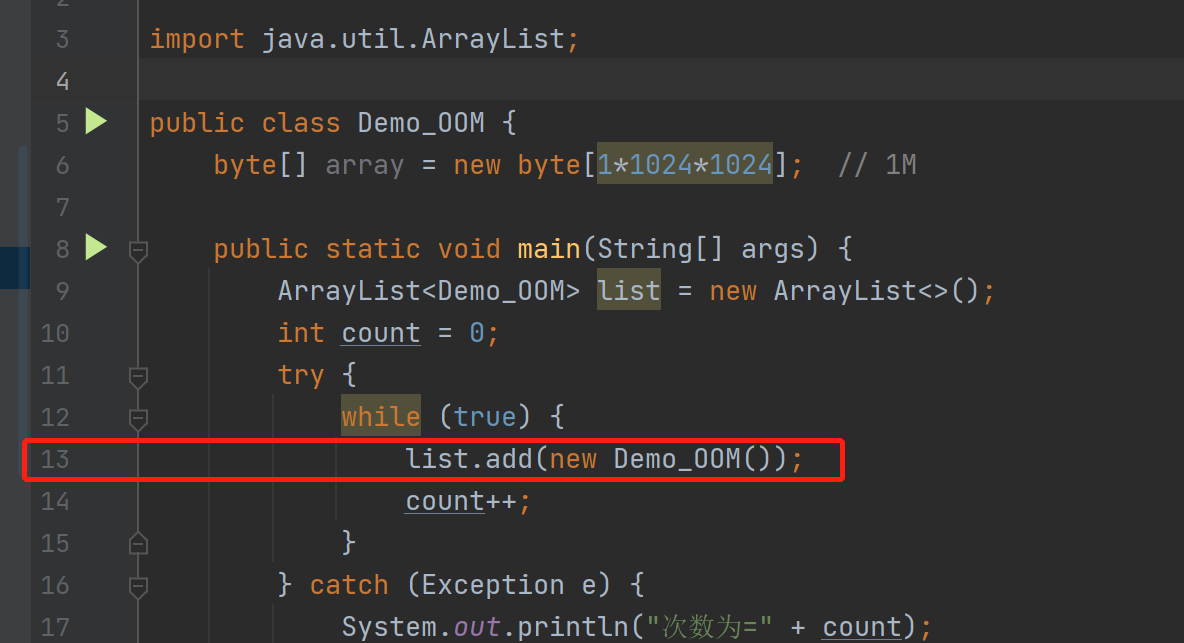 2
3 import java.util.ArrayList;
4
5 public class Demo_OOM {
6 byte[] array = new byte[1*1024*1024]; // 1M
7
8 public static void main(String[] args) {
9 ArrayList<Demo_OOM> list = new ArrayList<>();
10 int count = 0;
11 try {
12 while (true) {
13 list.add(new Demo_OOM());
14 count++;
15 }
16 } catch (Exception e) {
17 System.out.println("次数为=" + count);